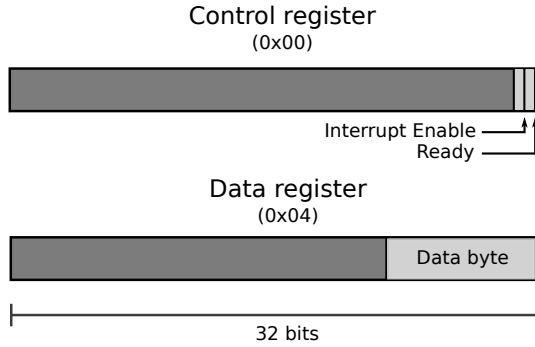 Control register
(0x00)
Interrupt Enable
Ready
Data register
(0x04)
Data byte
32 bits